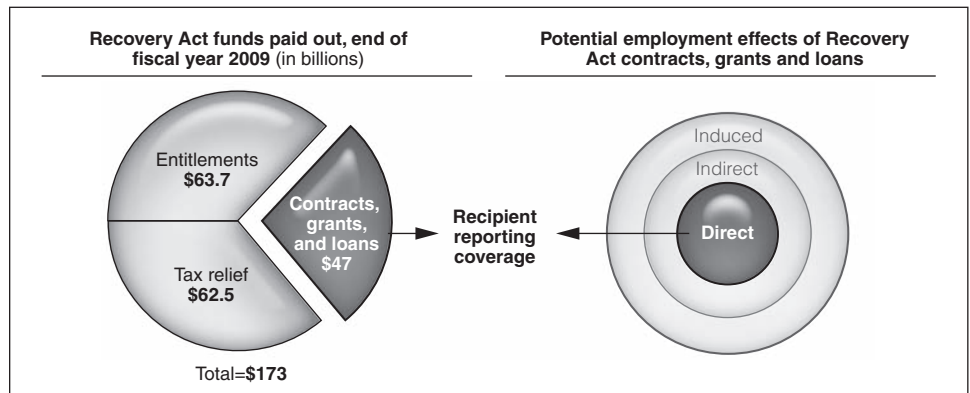 Recovery Act funds paid out, end of
fiscal year 2009 (in billions)
Entitlements
$63.7
Tax relief
$62.5
Contracts,
grants,
and loans
$47
Total=$173
Recipient
reporting
coverage
Potential employment effects of Recovery
Act contracts, grants and loans
Induced
Indirect
Direct